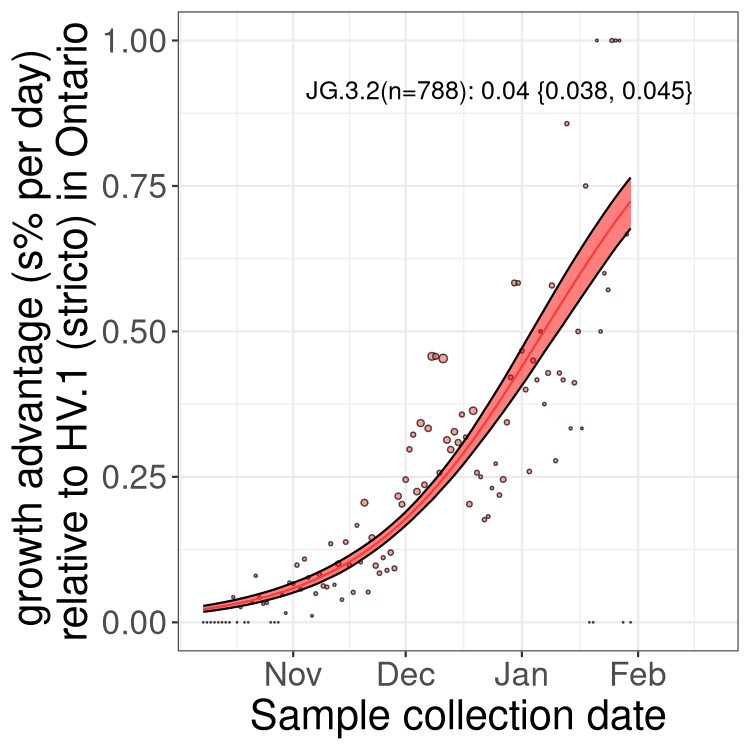 growth advantage (s% per day)
relative to HV.1 (stricto) in Ontario
1.00
0.75
0.50
0.25
0.00
JG.3.2(n=788): 0.04 {0.038, 0.045}
Nov Dec Jan Feb
Sample collection date